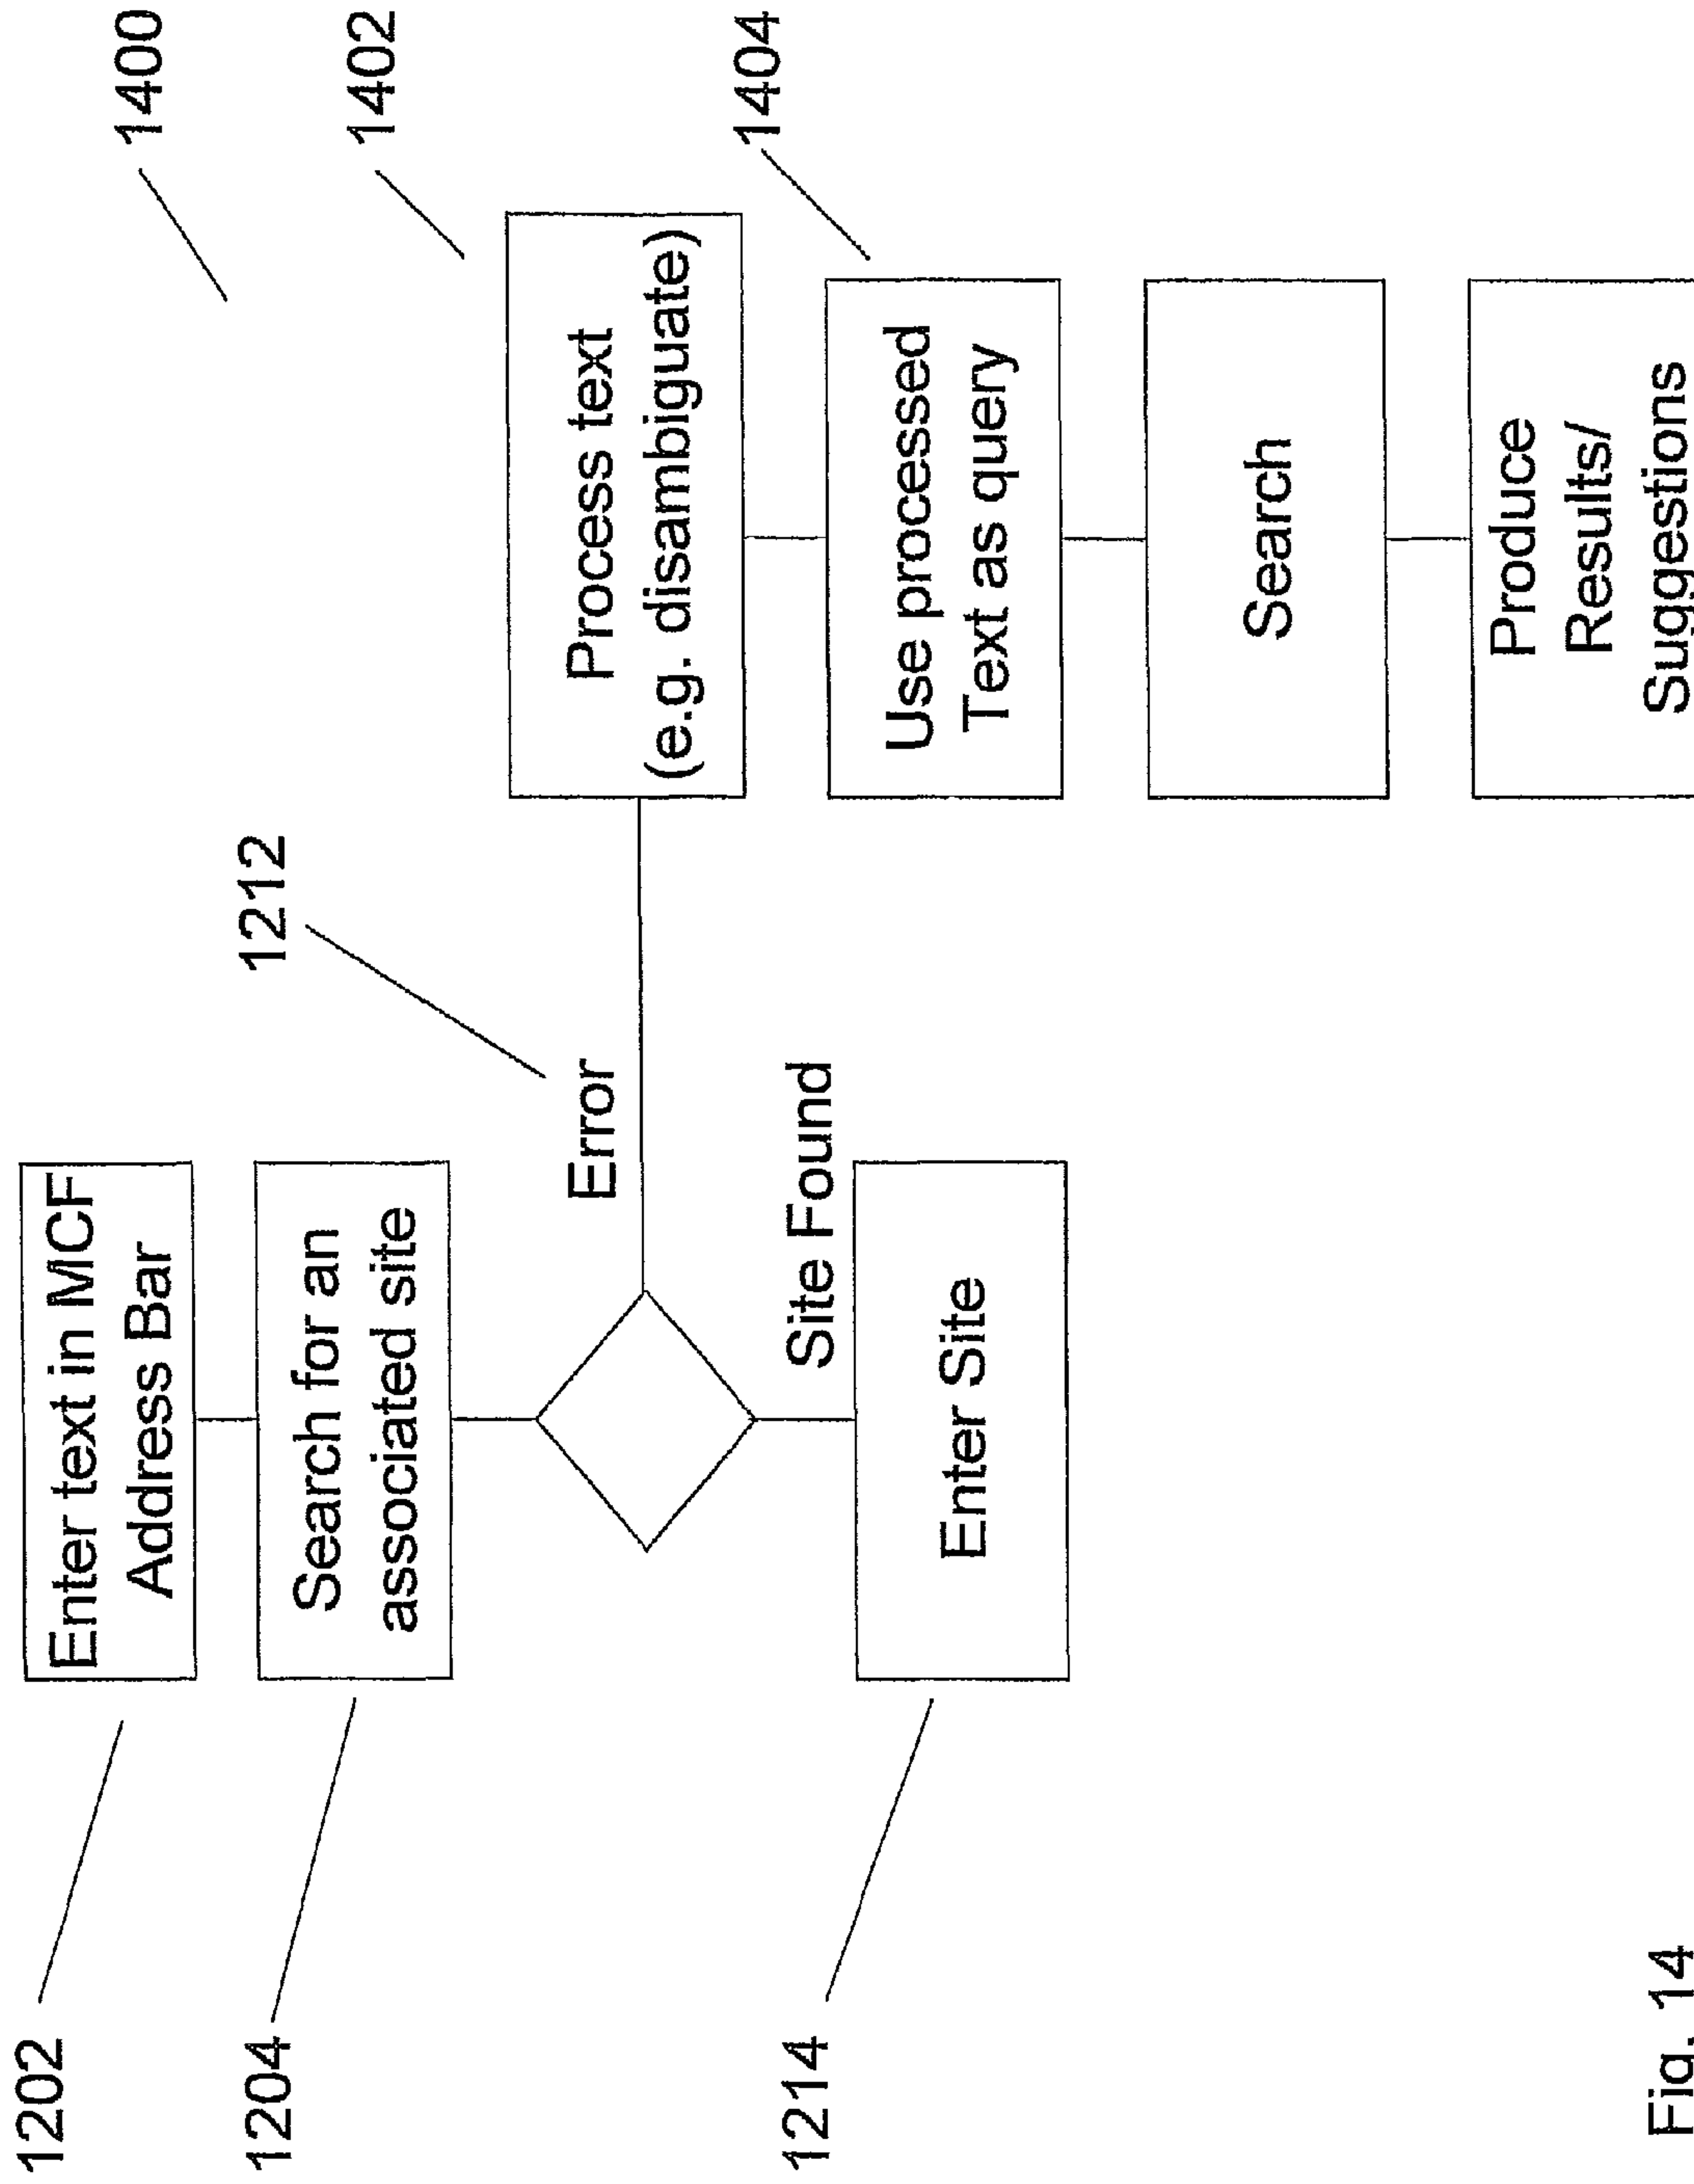 1400
1402
1404
1202
Enter text in MCF
Address Bar
1204
Search for an
associated site
1212
Error
Site Found
1214
Enter Site
Process text
(e.g. disambiguate)
Use processed
Text as query
Search
Produce
Results/
Suggestions
Fig. 14